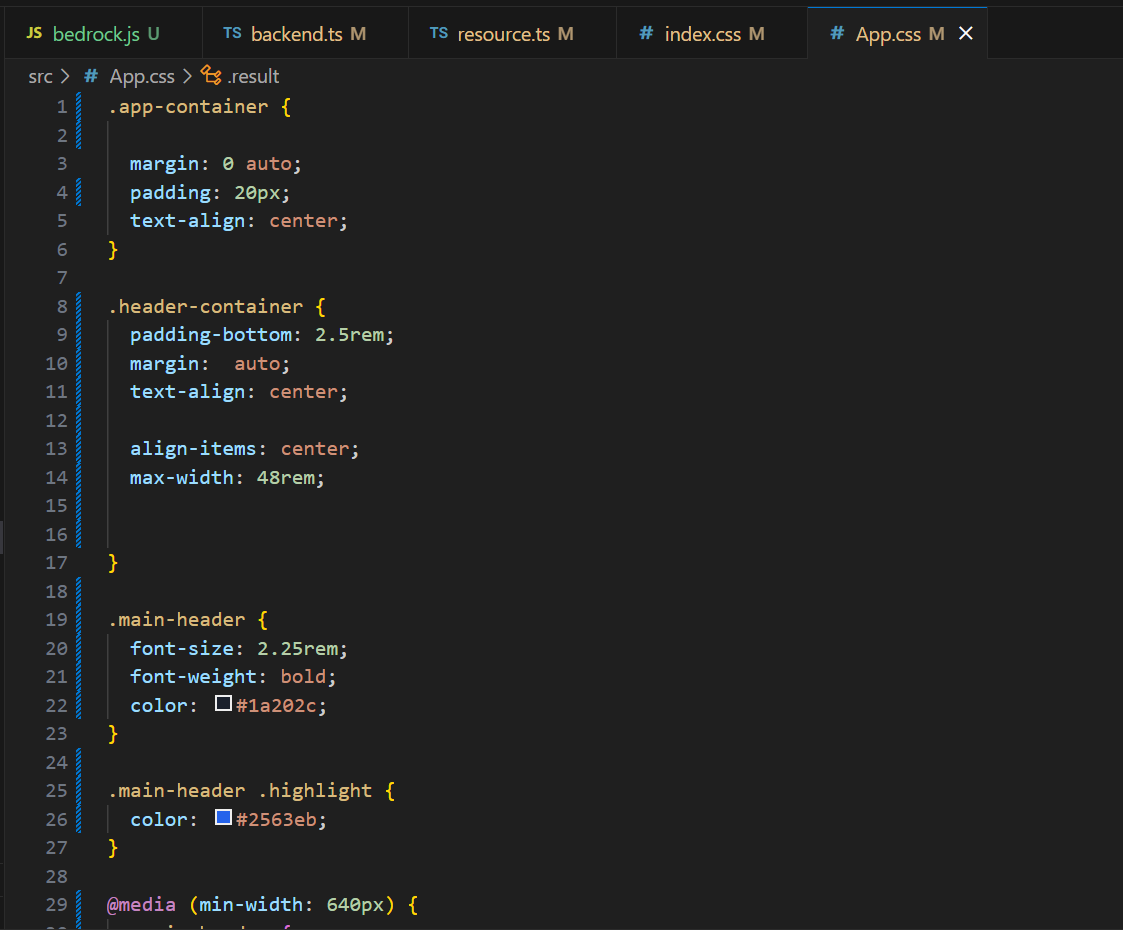 JS bedrock.js U TS backend.ts M TS resource.ts M # index.css M # App.css M
src > # App.css > .result
1 .app-container {
2
3 margin: 0 auto;
4 padding: 20px;
5 text-align: center;
6 }
7
8 .header-container {
9 padding-bottom: 2.5rem;
10 margin:  auto;
11 text-align: center;
12
13 align-items: center;
14 max-width: 48rem;
15
16
17 }
18
19 .main-header {
20 font-size: 2.25rem;
21 font-weight: bold;
22 color: #1a202c;
23 }
24
25 .main-header .highlight {
26 color: #2563eb;
27 }
28
29 @media (min-width: 640px) {